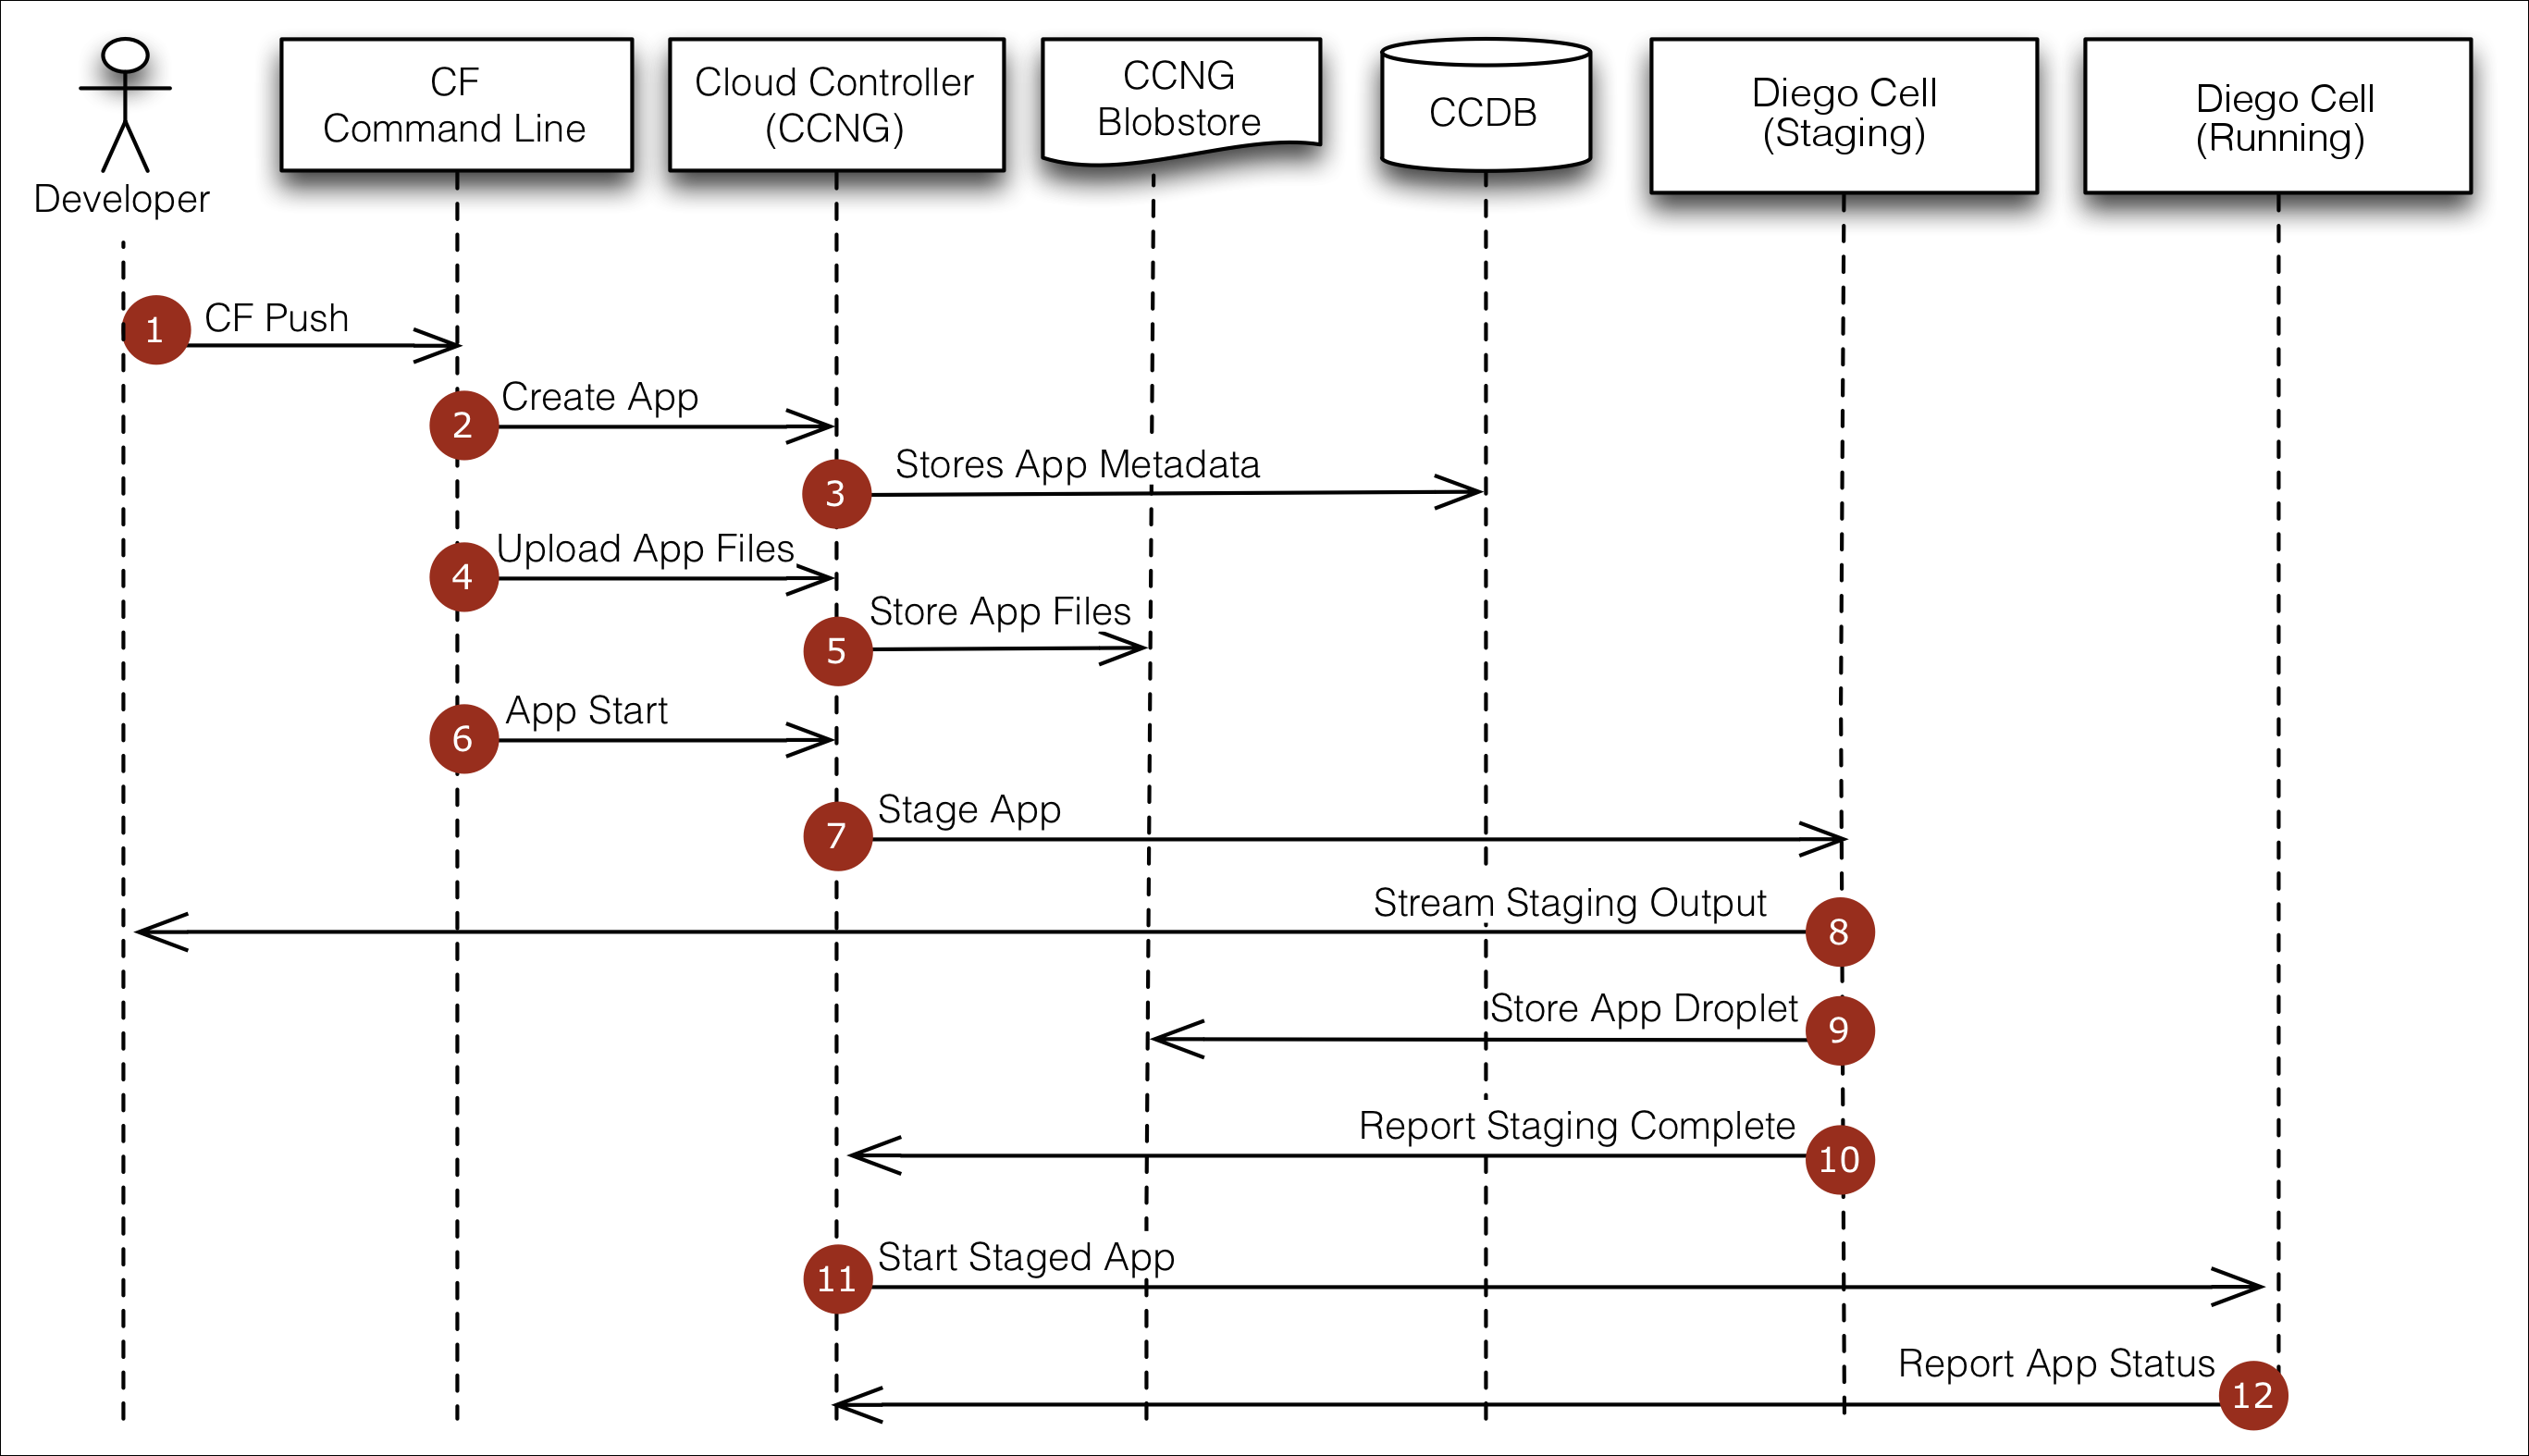 Developer
CF
Command Line
Cloud Controller
(CCNG)
CCNG
Blobstore
CCDB
Diego Cell
(Staging)
Diego Cell
(Running)
1 CF Push
2 Create App
3 Stores App Metadata
4 Upload App Files
5 Store App Files
6 App Start
7 Stage App
Stream Staging Output 8
Store App Droplet 9
Report Staging Complete 10
11 Start Staged App
Report App Status 12